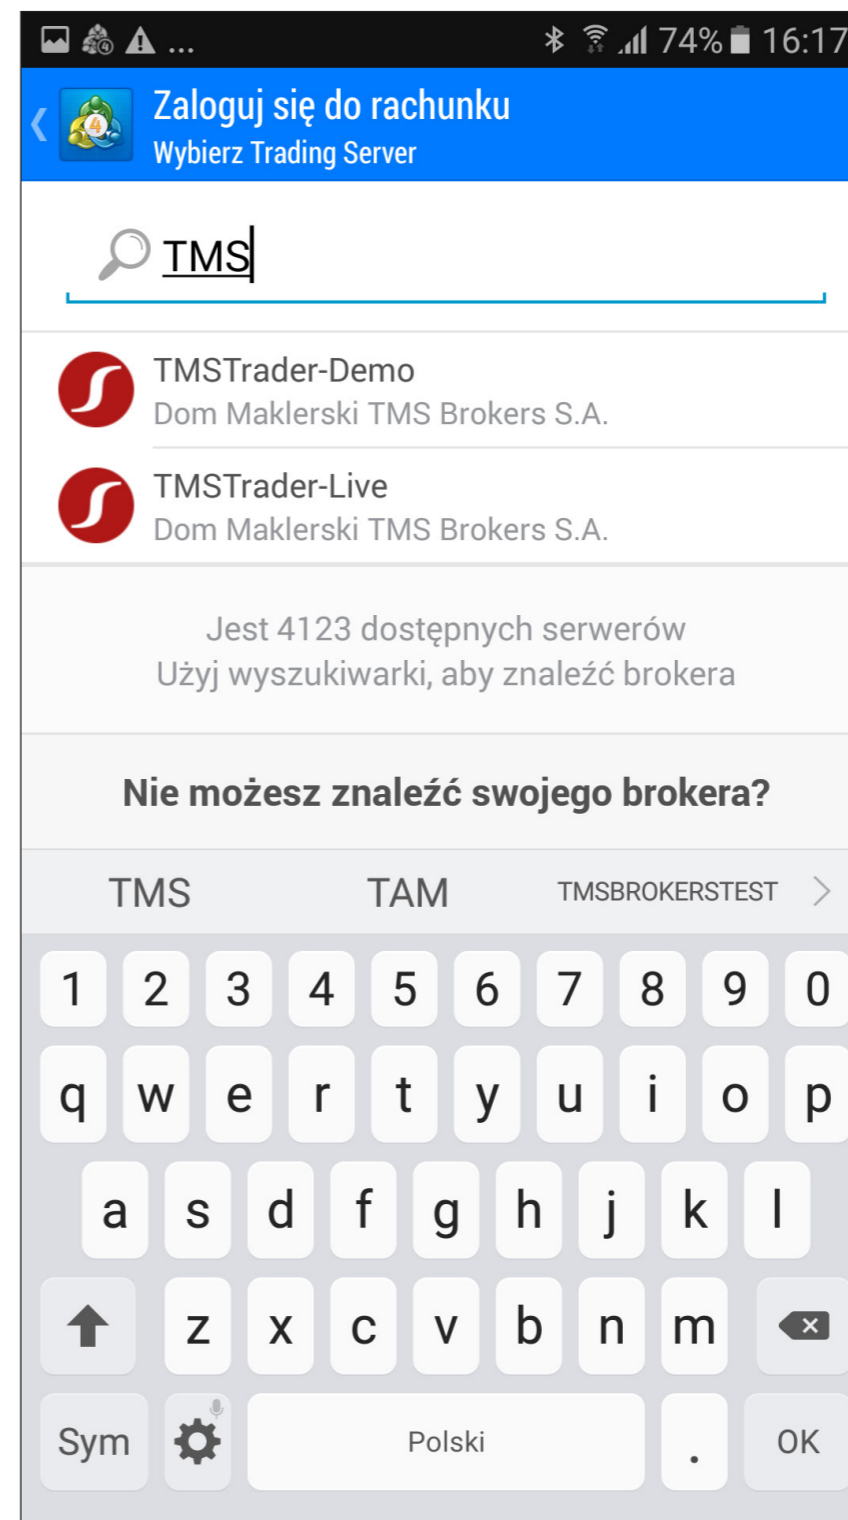 ... 74% 16:17
4
Zaloguj się do rachunku
Wybierz Trading Server
TMS
TMSTrader-Demo
Dom Maklerski TMS Brokers S.A.
TMSTrader-Live
Dom Maklerski TMS Brokers S.A.
Jest 4123 dostępnych serwerów
Użyj wyszukiwarki, aby znaleźć brokera
Nie możesz znaleźć swojego brokera?
TMS TAM TMSBROKERSTEST
1 2 3 4 5 6 7 8 9 0
q w e r t y u i o p
a s d f g h j k l
z x c v b n m
Sym Polski . OK